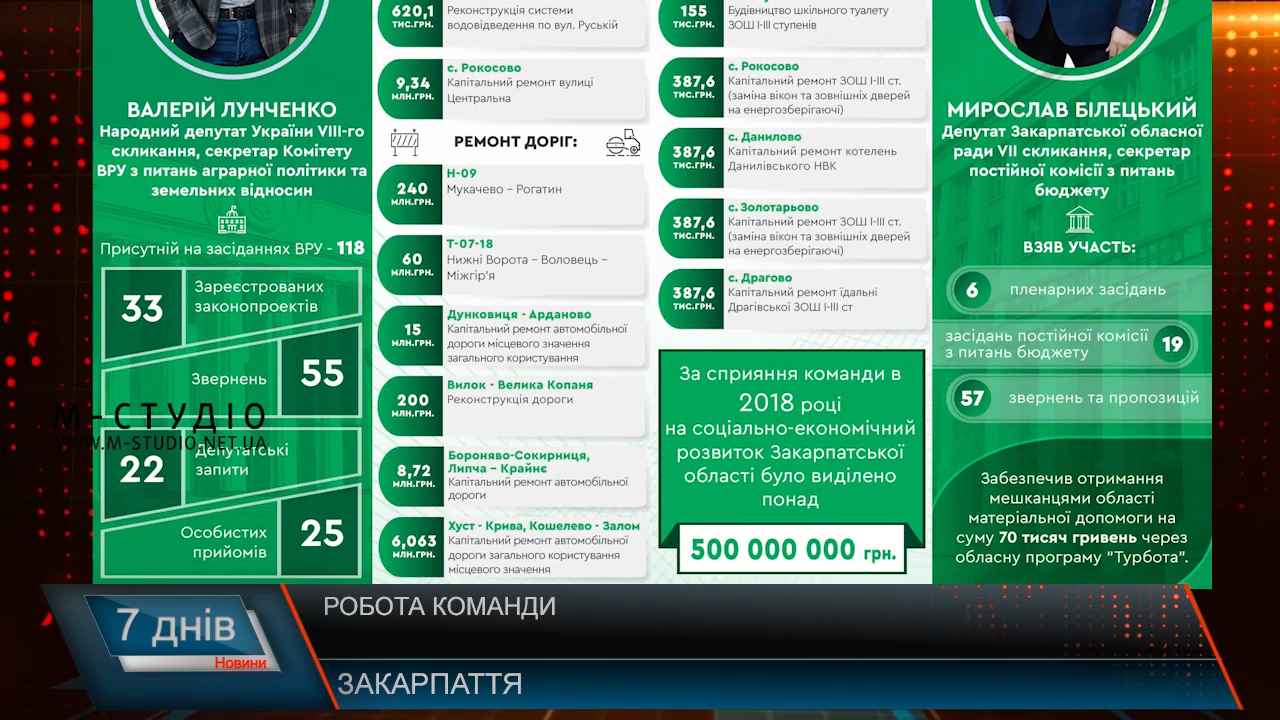 ВАЛЕРІЙ ЛУНЧЕНКО
Народний депутат України VIII-го
скликання, секретар Комітету
ВРУ з питань аграрної політики та
земельних відносин
Присутній на засіданнях ВРУ - 118
33
Зареєстрованих
законопроектів
Звернень
55
22
Депутатські
запити
Особистих
прийомів
25
М-СТУДІО
WWW.M-STUDIO.NET.UA
620,1
ТИС.ГРН.
Реконструкція системи
водовідведення по вул. Руській
9,34
МЛН.ГРН.
с. Рокосово
Капітальний ремонт вулиці
Центральна
РЕМОНТ ДОРІГ:
240
МЛН.ГРН.
Н-09
Мукачево – Рогатин
60
МЛН.ГРН.
Т-07-18
Нижні Ворота – Воловець –
Міжгір'я
15
МЛН.ГРН.
Дунковиця - Арданово
Капітальний ремонт автомобільної
дороги місцевого значення
загального користування
200
МЛН.ГРН.
Вилок - Велика Копаня
Реконструкція дороги
8,72
МЛН.ГРН.
Бороняво-Сокирниця,
Липча – Крайнє
Капітальний ремонт автомобільної
дороги
6,063
МЛН.ГРН.
Хуст - Крива, Кошелево - Залом
Капітальний ремонт автомобільної
дороги загального користування
місцевого значення
155
ТИС.ГРН.
Будівництво шкільного туалету
ЗОШ І-ІІІ ступенів
387,6
ТИС.ГРН.
с. Рокосово
Капітальний ремонт ЗОШ І-ІІІ ст.
(заміна вікон та зовнішніх дверей
на енергозберігаючі)
387,6
ТИС.ГРН.
с. Данилово
Капітальний ремонт котелень
Данилівського НВК
387,6
ТИС.ГРН.
с. Золотарьово
Капітальний ремонт ЗОШ І-ІІІ ст.
(заміна вікон та зовнішніх дверей
на енергозберігаючі)
387,6
ТИС.ГРН.
с. Драгово
Капітальний ремонт їдальні
Драгівської ЗОШ І-ІІІ ст
За сприяння команди в
2018 році
на соціально-економічний
розвиток Закарпатської
області було виділено
понад
500 000 000 грн.
МИРОСЛАВ БІЛЕЦЬКИЙ
Депутат Закарпатської обласної
ради VII скликання, секретар
постійної комісії з питань
бюджету
ВЗЯВ УЧАСТЬ:
6
пленарних засідань
засідань постійної комісії
з питань бюджету
19
57
звернень та пропозицій
Забезпечив отримання
мешканцями області
матеріальної допомоги на
суму 70 тисяч гривень через
обласну програму "Турбота".
7 днів
Новини
РОБОТА КОМАНДИ
ЗАКАРПАТТЯ